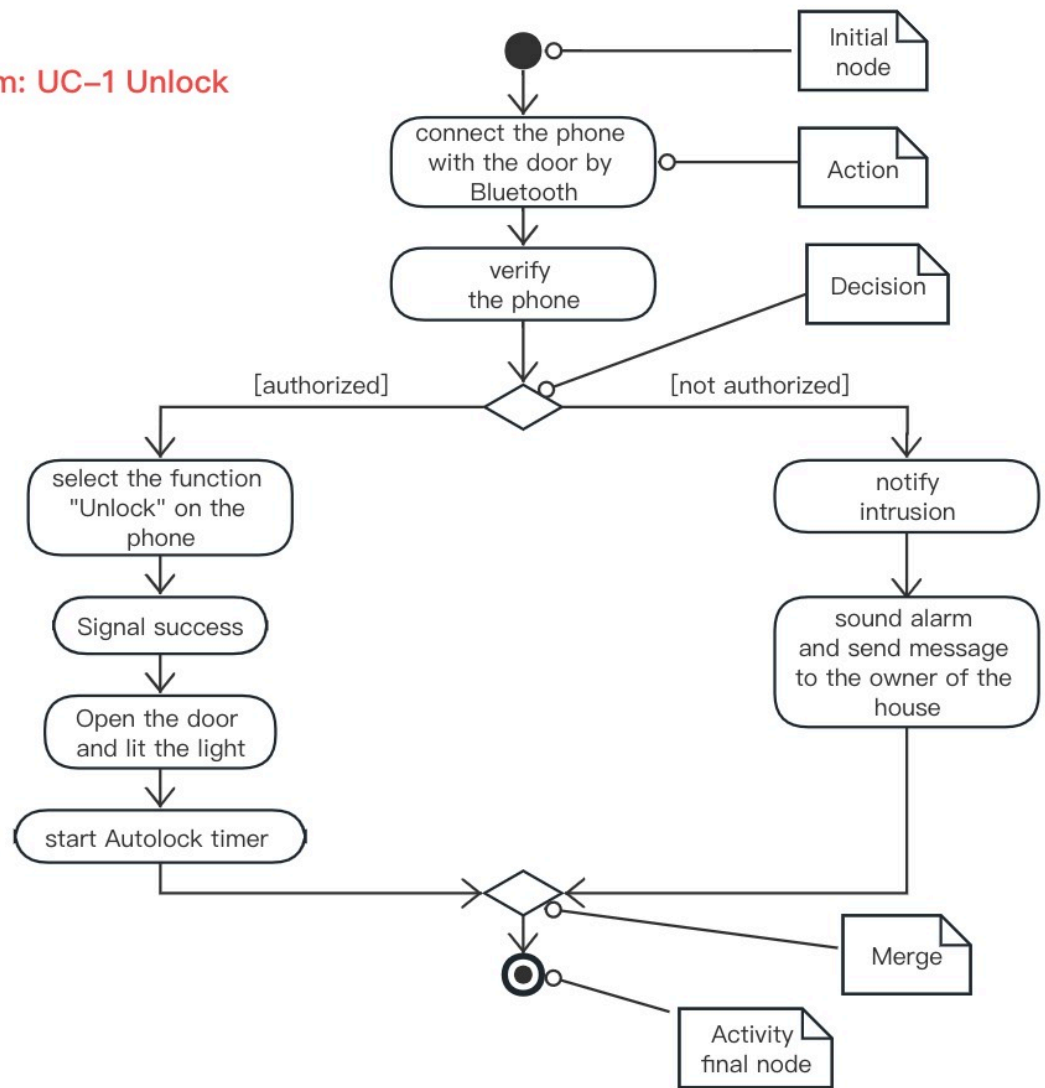 m: UC-1 Unlock
Initial
node
connect the phone
with the door by
Bluetooth
Action
verify
the phone
Decision
[authorized]
[not authorized]
select the function
"Unlock" on the
phone
notify
intrusion
Signal success
sound alarm
and send message
to the owner of the
house
Open the door
and lit the light
start Autolock timer
Merge
Activity
final node